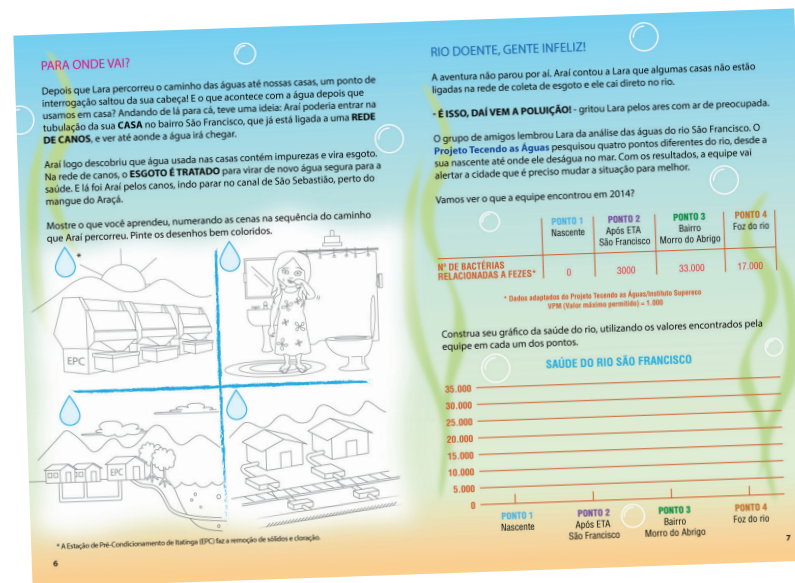 PARA ONDE VAI?
Depois que Lara percorreu o caminho das águas até nossas casas, um ponto de
interrogação saltou da sua cabeça! E o que acontece com a água depois que
usamos em casa? Andando de lá para cá, teve uma ideia: Araí poderia entrar na
tubulação da sua CASA no bairro São Francisco, que já está ligada a uma REDE
DE CANOS, e ver até aonde a água irá chegar.
Araí logo descobriu que água usada nas casas contém impurezas e vira esgoto.
Na rede de canos, o ESGOTO É TRATADO para virar de novo água segura para a
saúde. E lá foi Araí pelos canos, indo parar no canal de São Sebastião, perto do
mangue do Araçá.
Mostre o que você aprendeu, numerando as cenas na sequência do caminho
que Araí percorreu. Pinte os desenhos bem coloridos.
*
EPC
EPC
* A Estação de Pré-Condicionamento de Itatinga (EPC) faz a remoção de sólidos e cloração.
6
RIO DOENTE, GENTE INFELIZ!
A aventura não parou por aí. Araí contou a Lara que algumas casas não estão
ligadas na rede de coleta de esgoto e ele cai direto no rio.
- É ISSO, DAÍ VEM A POLUIÇÃO! - gritou Lara pelos ares com ar de preocupada.
O grupo de amigos lembrou Lara da análise das águas do rio São Francisco. O
Projeto Tecendo as Águas pesquisou quatro pontos diferentes do rio, desde a
sua nascente até onde ele deságua no mar. Com os resultados, a equipe vai
alertar a cidade que é preciso mudar a situação para melhor.
Vamos ver o que a equipe encontrou em 2014?
PONTO 1 PONTO 2 PONTO 3 PONTO 4
Nascente Após ETA Bairro Foz do rio
São Francisco Morro do Abrigo
Nº DE BACTÉRIAS
RELACIONADAS A FEZES* 0 3000 33.000 17.000
* Dados adaptados do Projeto Tecendo as Águas/Instituto Supereco
VPM (Valor máximo permitido) = 1.000
Construa seu gráfico da saúde do rio, utilizando os valores encontrados pela
equipe em cada um dos pontos.
SAÚDE DO RIO SÃO FRANCISCO
35.000
30.000
25.000
20.000
15.000
10.000
5.000
0
PONTO 1 PONTO 2 PONTO 3 PONTO 4
Nascente Após ETA Bairro Foz do rio
São Francisco Morro do Abrigo
7